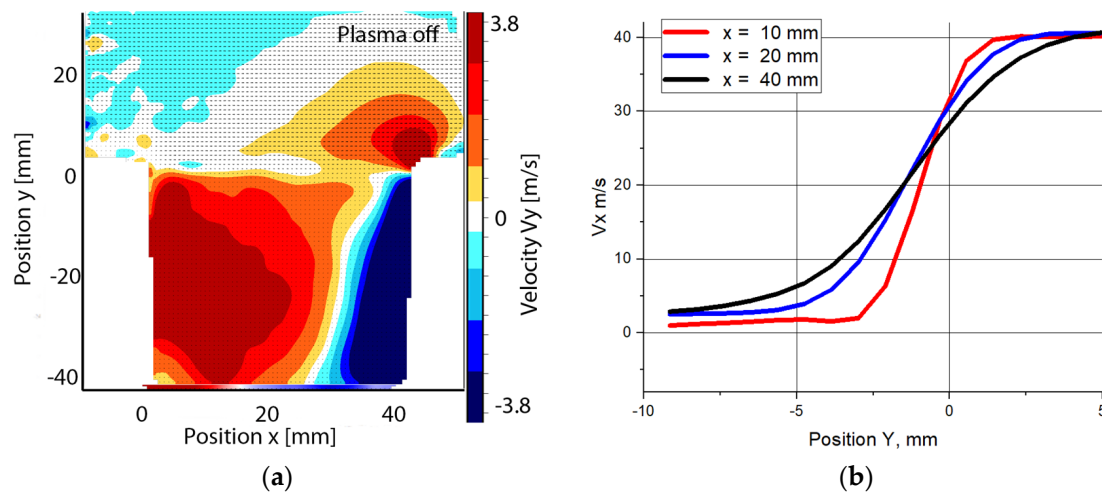 Plasma off
20
0
-20
-40
Position y [mm]
0
20
40
Position x [mm]
3.8
0
-3.8
Velocity Vy [m/s]
(a)
x = 10 mm
x = 20 mm
x = 40 mm
40
30
20
10
0
Vx m/s
-10
-5
0
5
Position Y, mm
(b)